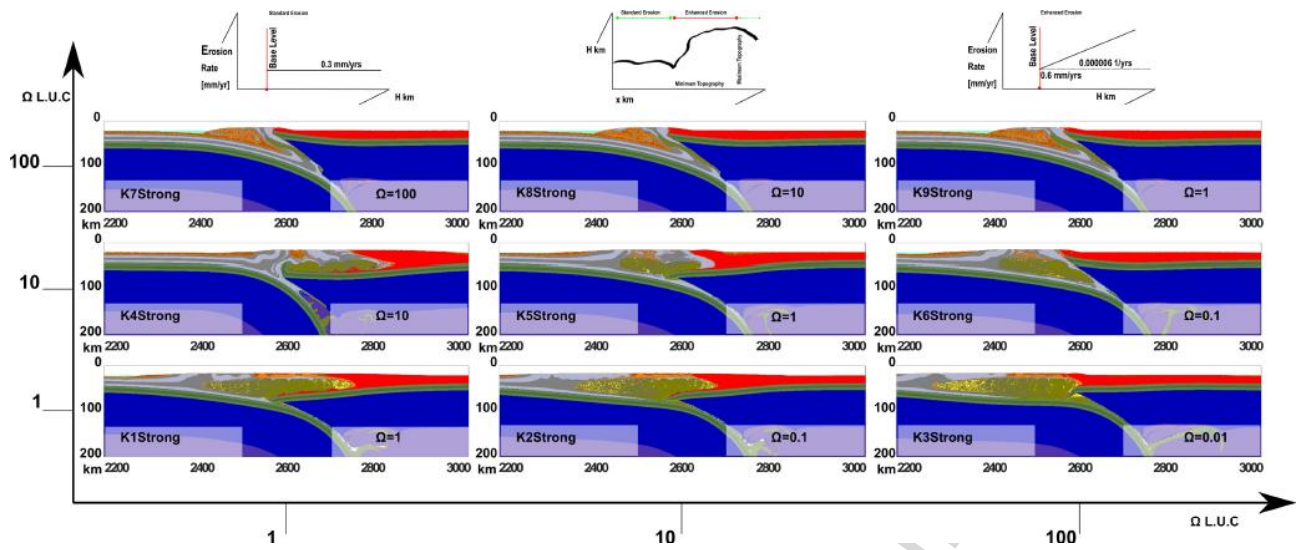 Standard Erosion
Erosion
Rate
[mm/yr]
Base Level
0.3 mm/yrs
H km
Standard Erosion Enhanced Erosion
H km
Minimum Topography
Maximum Topography
x km
Enhanced Erosion
Erosion
Rate
[mm/yr]
Base Level
0.000006 1/yrs
0.6 mm/yrs
H km
Ω L.U.C
100
10
1
0
100
200
km
K7Strong Ω=100
2200 2400 2600 2800 3000
0
100
200
km
K8Strong Ω=10
2200 2400 2600 2800 3000
0
100
200
km
K9Strong Ω=1
2200 2400 2600 2800 3000
0
100
200
km
K4Strong Ω=10
2200 2400 2600 2800 3000
0
100
200
km
K5Strong Ω=1
2200 2400 2600 2800 3000
0
100
200
km
K6Strong Ω=0.1
2200 2400 2600 2800 3000
0
100
200
km
K1Strong Ω=1
2200 2400 2600 2800 3000
0
100
200
km
K2Strong Ω=0.1
2200 2400 2600 2800 3000
0
100
200
km
K3Strong Ω=0.01
2200 2400 2600 2800 3000
1 10 100
Ω L.U.C